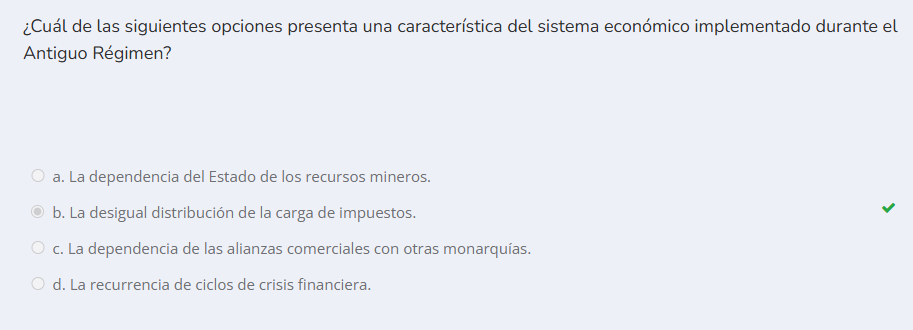 ¿Cuál de las siguientes opciones presenta una característica del sistema económico implementado durante el
Antiguo Régimen?
a. La dependencia del Estado de los recursos mineros.
b. La desigual distribución de la carga de impuestos.
c. La dependencia de las alianzas comerciales con otras monarquías.
d. La recurrencia de ciclos de crisis financiera.